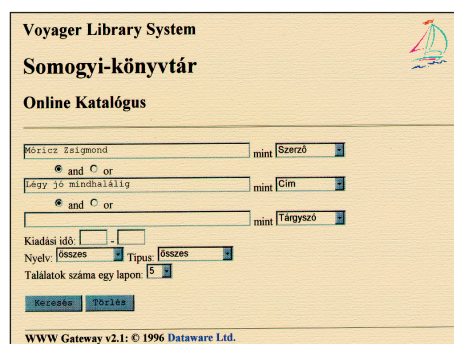 Voyager Library System
Somogyi-könyvtár
Online Katalógus
Móricz Zsigmond mint Szerző
and or
Légy jó mindhalálig mint Cím
and or
mint Tárgyszó
Kiadási idő: -
Nyelv: összes Típus: összes
Találatok száma egy lapon: 5
Keresés Törlés
WWW Gateway v2.1: © 1996 Dataware Ltd.